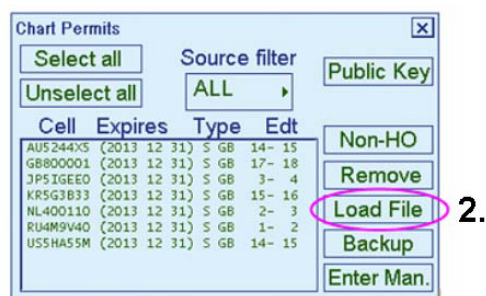 Chart Permits
Select all
Source filter
Public Key
Unselect all
ALL
Cell Expires Type Edt
AU5244X5 (2013 12 31) S GB 14- 15
GB800001 (2013 12 31) S GB 17- 18
JP5IGEE0 (2013 12 31) S GB 3- 4
KR5G3B33 (2013 12 31) S GB 15- 16
NL400110 (2013 12 31) S GB 2- 3
RU4M9V40 (2013 12 31) S GB 1- 2
US5HA55M (2013 12 31) S GB 14- 15
Non-HO
Remove
Load File
2.
Backup
Enter Man.